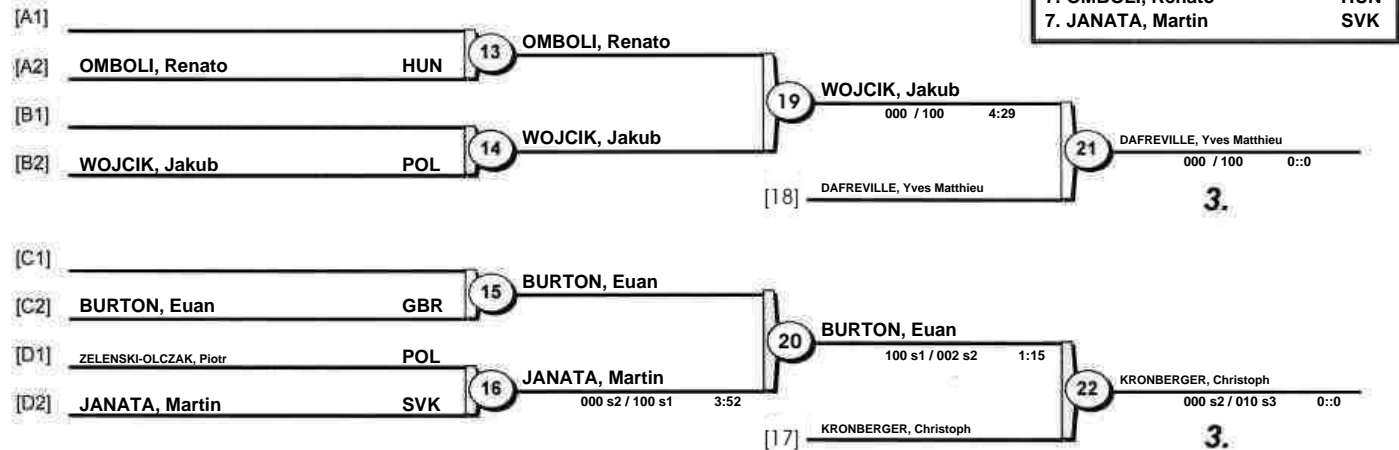 7. OMBOLI, Renato HUN
7. JANATA, Martin SVK
[A1]
[A2] OMBOLI, Renato HUN
13 OMBOLI, Renato
[B1]
[B2] WOJCIK, Jakub POL
14 WOJCIK, Jakub
19 WOJCIK, Jakub
000 / 100 4:29
[18] DAFREVILLE, Yves Matthieu
21 DAFREVILLE, Yves Matthieu
000 / 100 0::0
3.
[C1]
[C2] BURTON, Euan GBR
15 BURTON, Euan
[D1] ZELENSKI-OLCZAK, Piotr POL
[D2] JANATA, Martin SVK
16 JANATA, Martin
000 s2 / 100 s1 3:52
20 BURTON, Euan
100 s1 / 002 s2 1:15
[17] KRONBERGER, Christoph
22 KRONBERGER, Christoph
000 s2 / 010 s3 0::0
3.